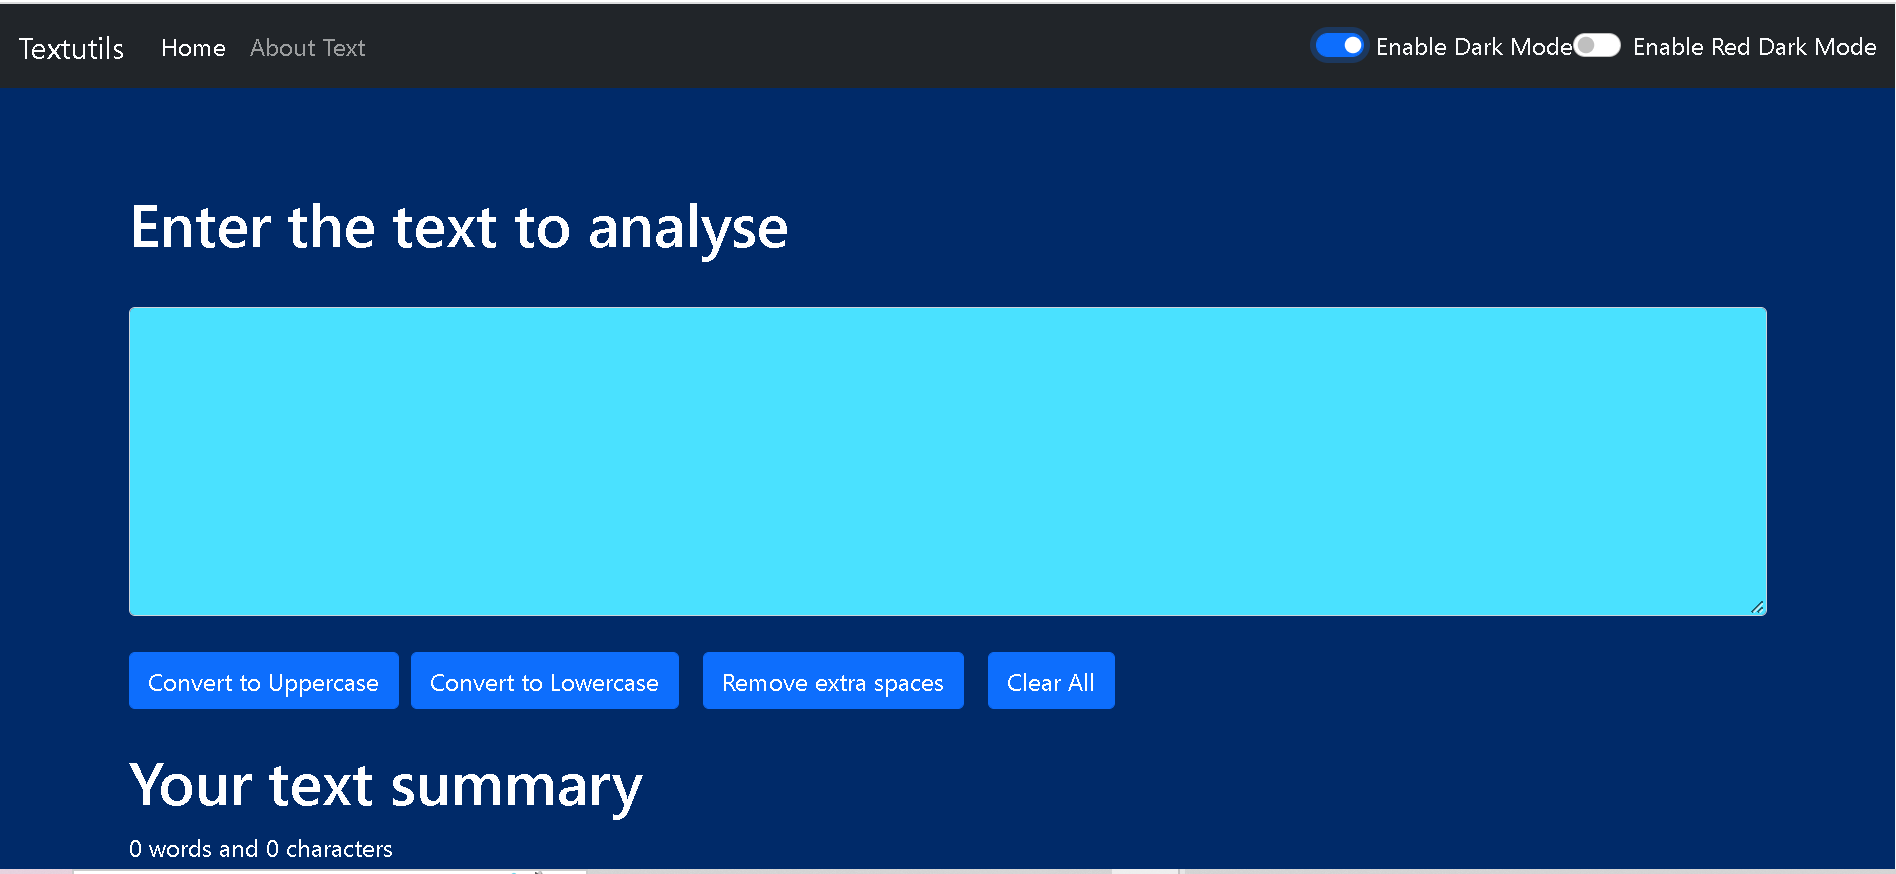 Textutils Home About Text Enable Dark Mode Enable Red Dark Mode
Enter the text to analyse
Convert to Uppercase Convert to Lowercase Remove extra spaces Clear All
Your text summary
0 words and 0 characters